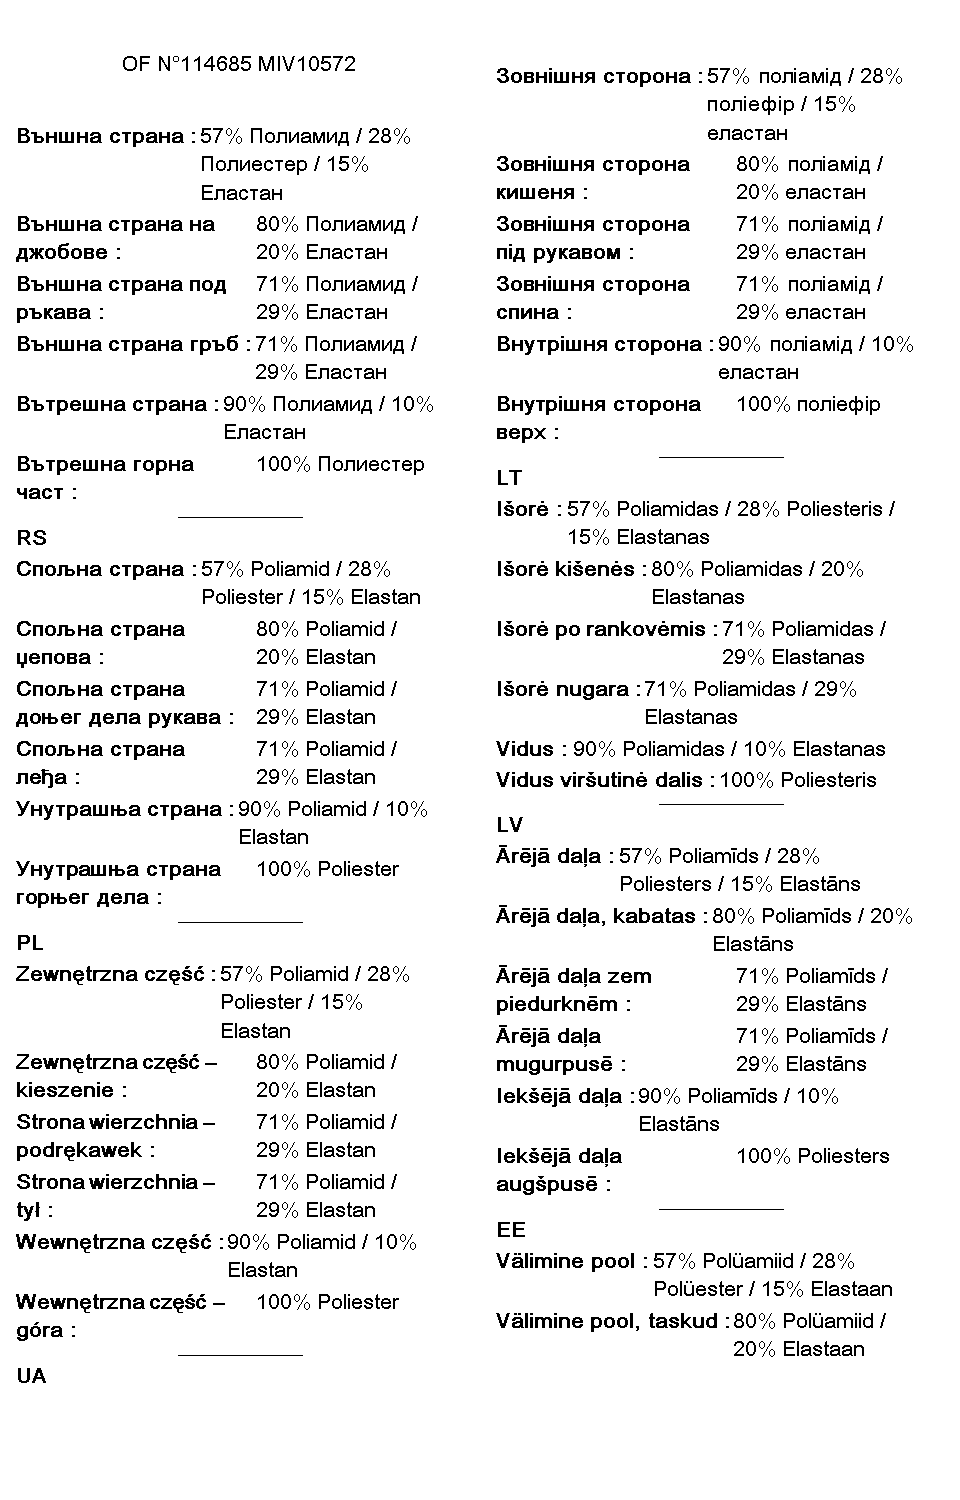 OF N°114685 MIV10572
Външна страна : 57% Полиамид / 28%
Полиестер / 15%
Еластан
Външна страна на 80% Полиамид /
джобове : 20% Еластан
Външна страна под 71% Полиамид /
ръкава : 29% Еластан
Външна страна гръб : 71% Полиамид /
29% Еластан
Вътрешна страна : 90% Полиамид / 10%
Еластан
Вътрешна горна 100% Полиестер
част :
RS
Спољна страна : 57% Poliamid / 28%
Poliester / 15% Elastan
Спољна страна 80% Poliamid /
џепова : 20% Elastan
Спољна страна 71% Poliamid /
доњег дела рукава : 29% Elastan
Спољна страна 71% Poliamid /
леђа : 29% Elastan
Унутрашња страна : 90% Poliamid / 10%
Elastan
Унутрашња страна 100% Poliester
горњег дела :
PL
Zewnętrzna część : 57% Poliamid / 28%
Poliester / 15%
Elastan
Zewnętrzna część – 80% Poliamid /
kieszenie : 20% Elastan
Strona wierzchnia – 71% Poliamid /
podrękawek : 29% Elastan
Strona wierzchnia – 71% Poliamid /
tył : 29% Elastan
Wewnętrzna część : 90% Poliamid / 10%
Elastan
Wewnętrzna część – 100% Poliester
góra :
UA
Зовнішня сторона : 57% поліамід / 28%
поліефір / 15%
еластан
Зовнішня сторона 80% поліамід /
кишеня : 20% еластан
Зовнішня сторона 71% поліамід /
під рукавом : 29% еластан
Зовнішня сторона 71% поліамід /
спина : 29% еластан
Внутрішня сторона : 90% поліамід / 10%
еластан
Внутрішня сторона 100% поліефір
верх :
LT
Išorė : 57% Poliamidas / 28% Poliesteris /
15% Elastanas
Išorė kišenės : 80% Poliamidas / 20%
Elastanas
Išorė po rankovėmis : 71% Poliamidas /
29% Elastanas
Išorė nugara : 71% Poliamidas / 29%
Elastanas
Vidus : 90% Poliamidas / 10% Elastanas
Vidus viršutinė dalis : 100% Poliesteris
LV
Ārējā daļa : 57% Poliamīds / 28%
Poliesters / 15% Elastāns
Ārējā daļa, kabatas : 80% Poliamīds / 20%
Elastāns
Ārējā daļa zem 71% Poliamīds /
piedurknēm : 29% Elastāns
Ārējā daļa 71% Poliamīds /
mugurpusē : 29% Elastāns
Iekšējā daļa : 90% Poliamīds / 10%
Elastāns
Iekšējā daļa 100% Poliesters
augšpusē :
EE
Välimine pool : 57% Polüamiid / 28%
Polüester / 15% Elastaan
Välimine pool, taskud : 80% Polüamiid /
20% Elastaan